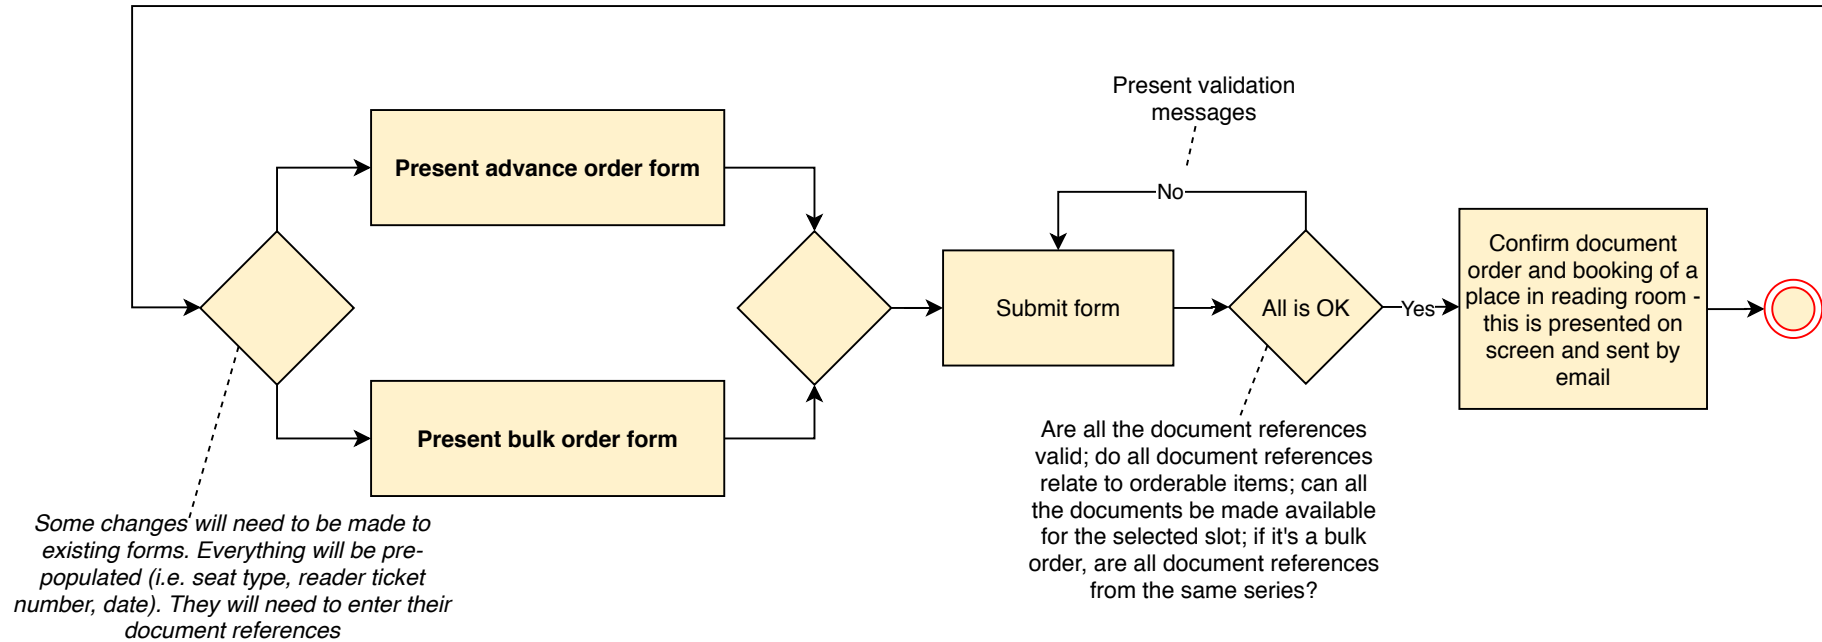 Present validation
messages
Present advance order form
No
Submit form
All is OK
Yes
Confirm document
order and booking of a
place in reading room -
this is presented on
screen and sent by
email
Present bulk order form
Are all the document references
valid; do all document references
relate to orderable items; can all
the documents be made available
for the selected slot; if it's a bulk
order, are all document references
from the same series?
Some changes will need to be made to
existing forms. Everything will be pre-
populated (i.e. seat type, reader ticket
number, date). They will need to enter their
document references